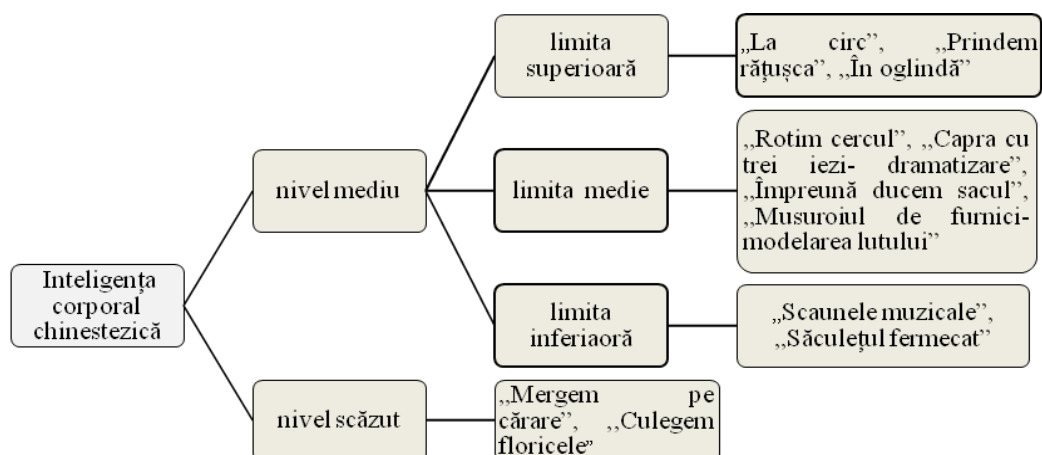 Inteligența
corporal
chinestezică
nivel mediu
limita
superioară
„La circ”, „Prindem
rățușca”, „În oglindă”
limita medie
„Rotim cercul”, „Capra cu
trei iezi- dramatizare”,
„Împreună ducem sacul”,
„Musuroiul de furnici-
modelarea lutului”
limita
inferiaoră
„Scaunele muzicale”,
„Săculețul fermecat”
nivel scăzut
„Mergem pe
cărare”, ,,Culegem
floricele”